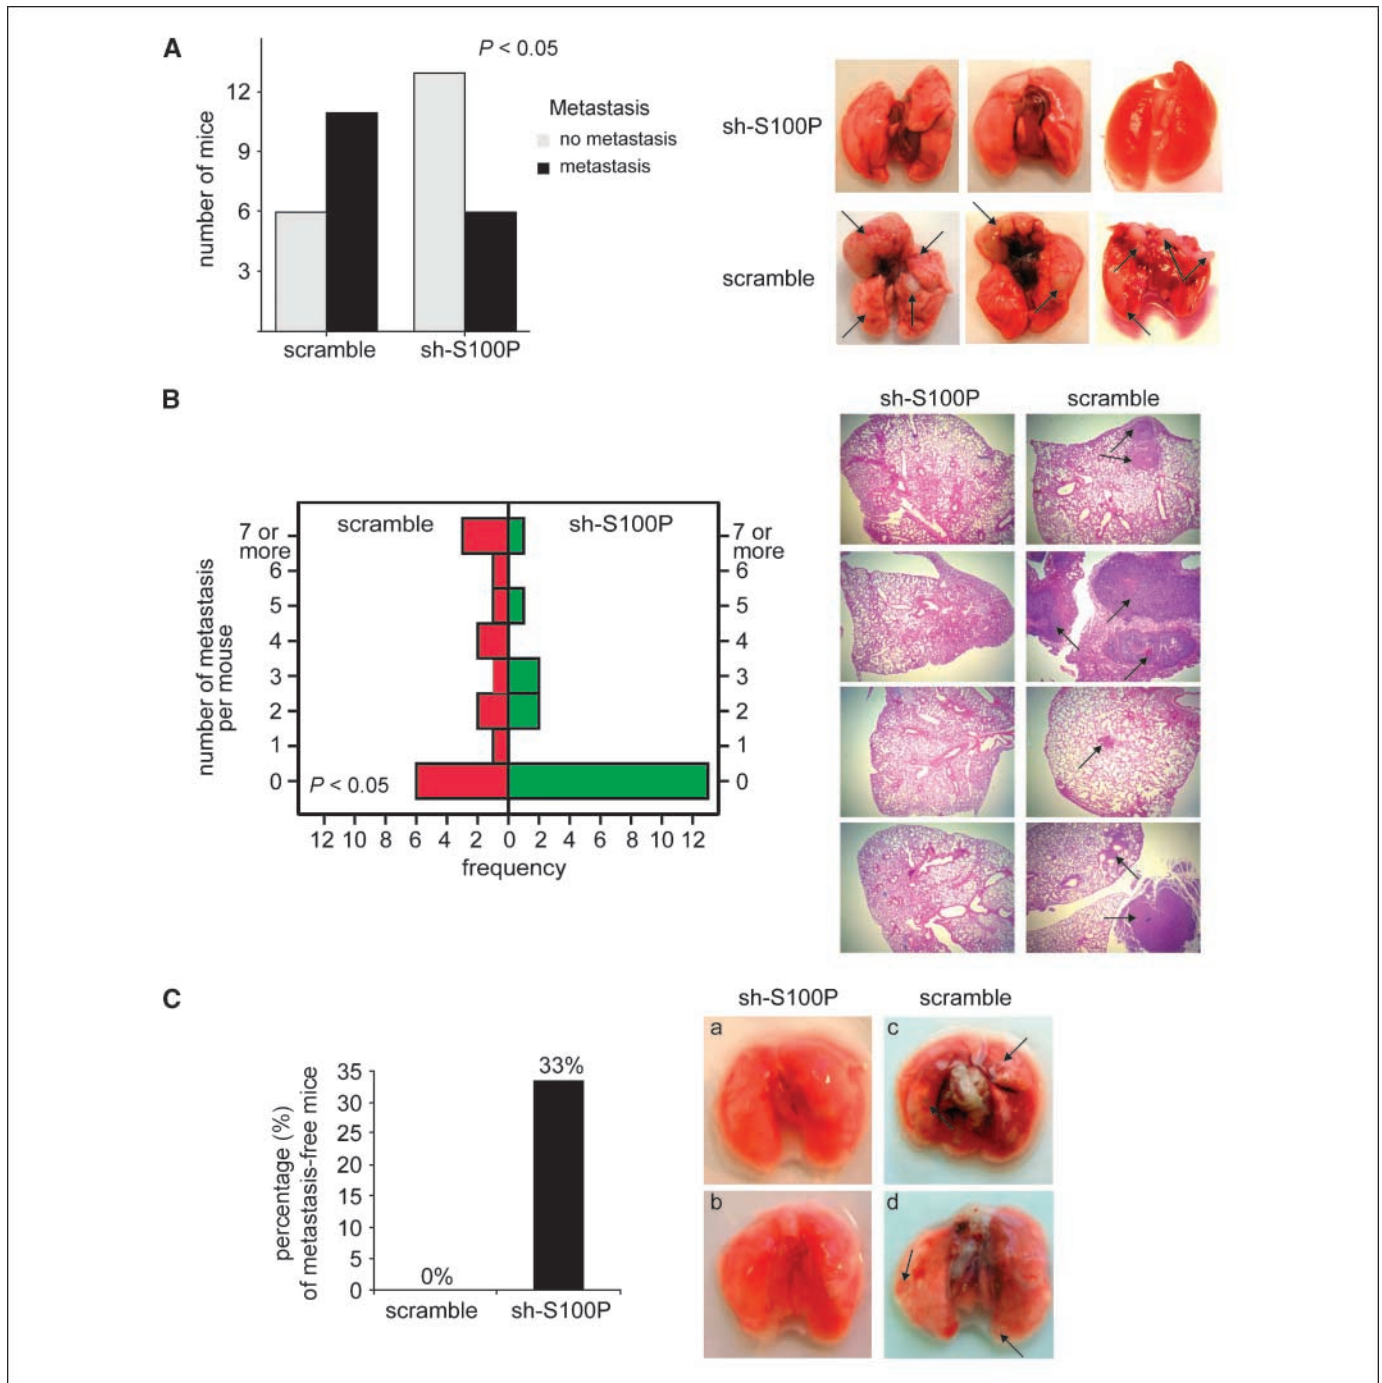 A
P < 0.05
12
9
6
3
number of mice
scramble
sh-S100P
Metastasis
no metastasis
metastasis
sh-S100P
scramble
B
scramble
sh-S100P
7 or
more
6
5
4
3
2
1
0
7 or
more
6
5
4
3
2
1
0
number of metastasis
per mouse
P < 0.05
12 10 8 6 4 2 0 2 4 6 8 10 12
frequency
sh-S100P
scramble
C
35
30
25
20
15
10
5
0
percentage (%)
of metastasis-free mice
0%
33%
scramble
sh-S100P
sh-S100P
scramble
a
c
b
d